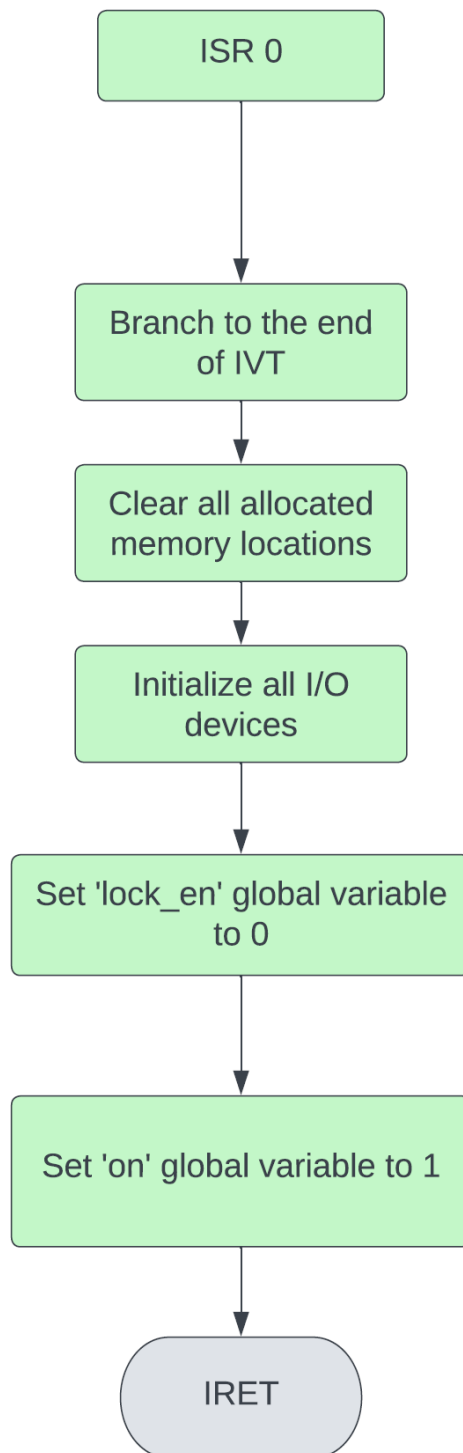 ISR 0
Branch to the end
of IVT
Clear all allocated
memory locations
Initialize all I/O
devices
Set 'lock_en' global variable
to 0
Set 'on' global variable to 1
IRET